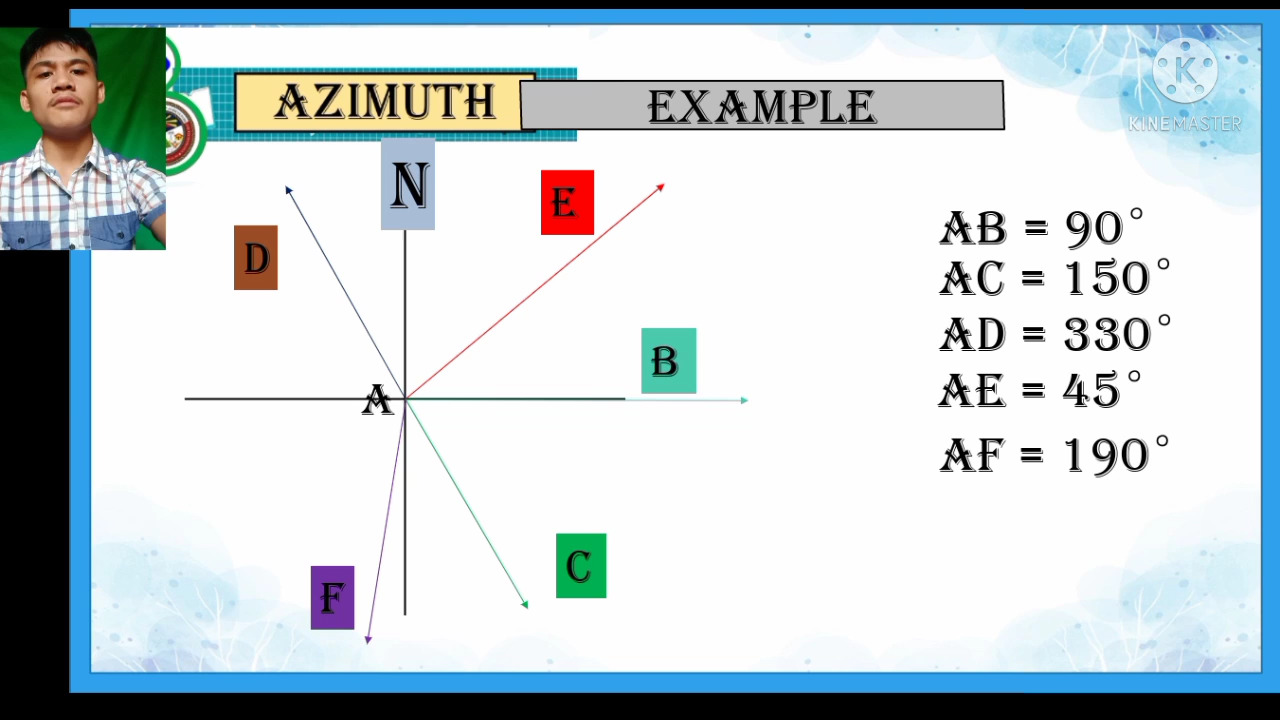 AZIMUTH
EXAMPLE
K
KINEMASTER
N
E
D
B
A
C
F
AB = 90°
AC = 150°
AD = 330°
AE = 45°
AF = 190°